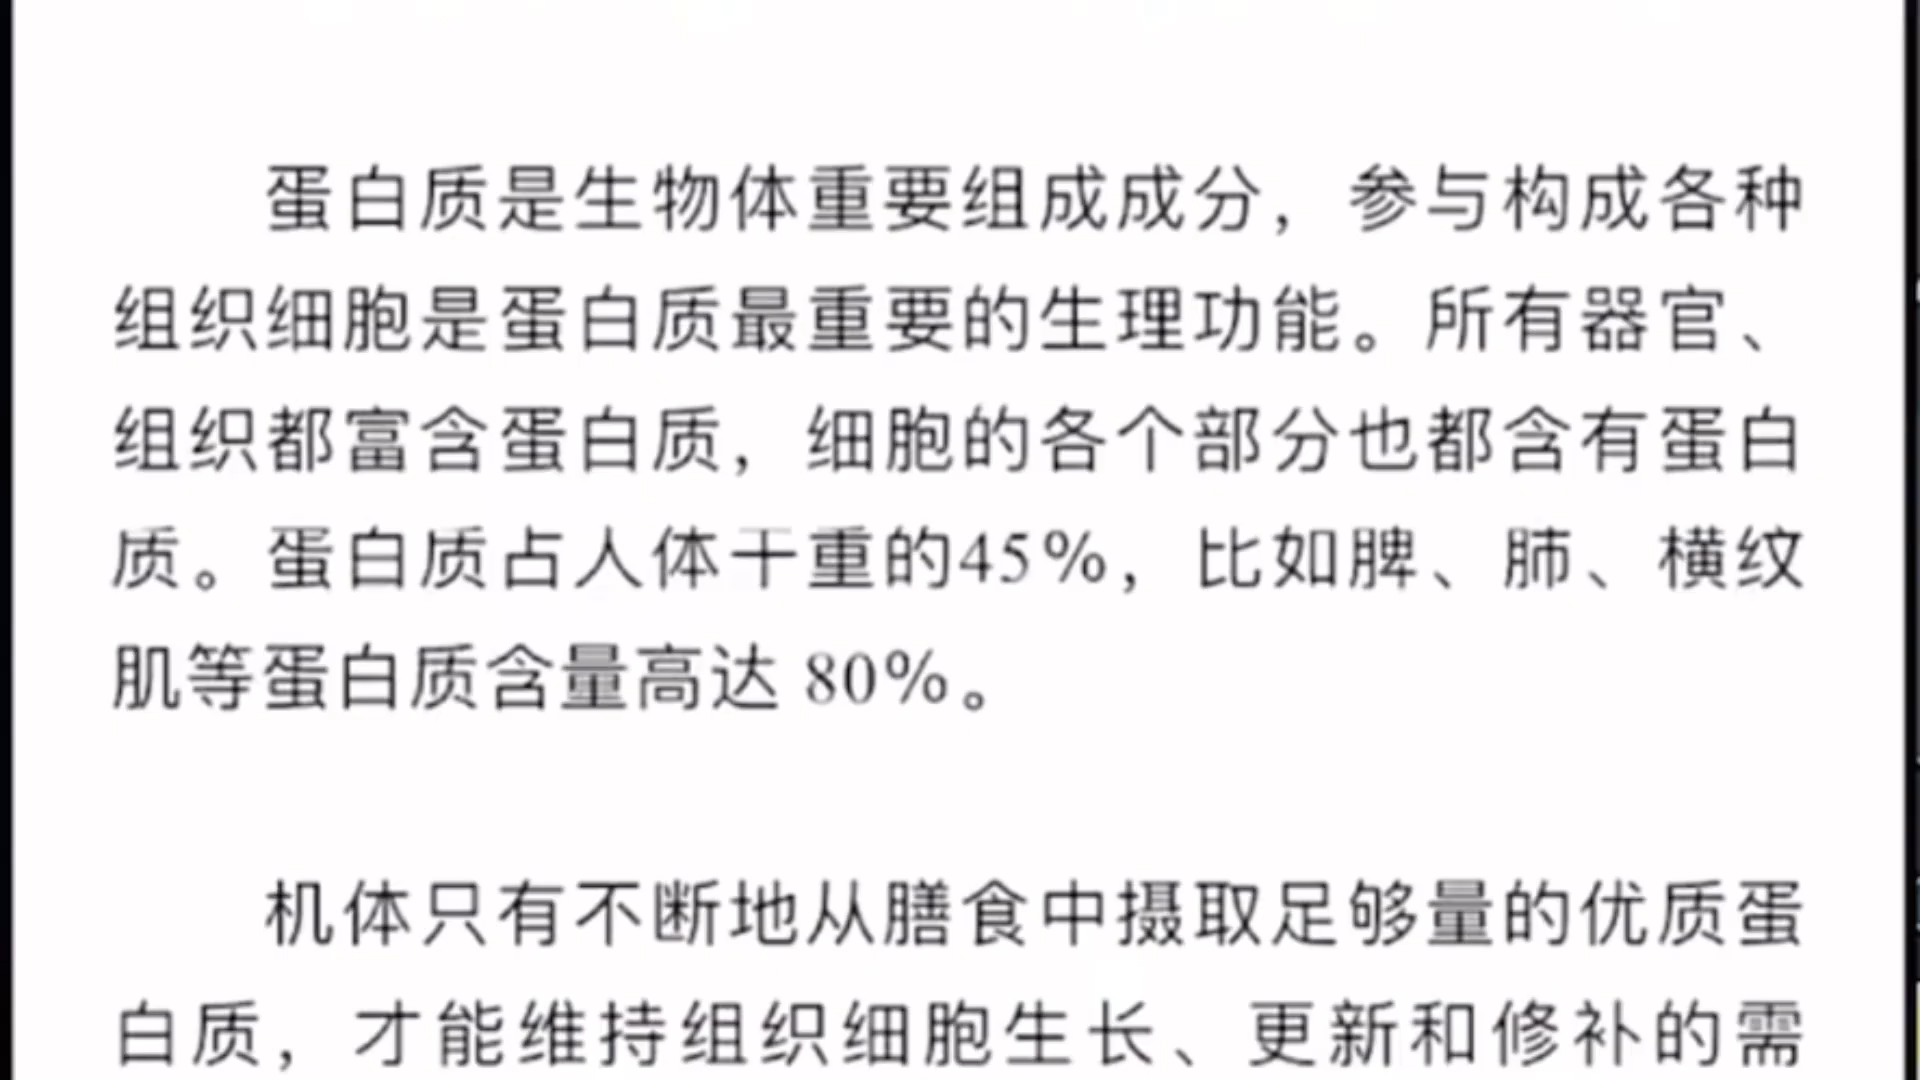 蛋白质是生物体重要组成成分，参与构成各种
组织细胞是蛋白质最重要的生理功能。所有器官、
组织都富含蛋白质，细胞的各个部分也都含有蛋白
质。蛋白质占人体干重的45%，比如脾、肺、横纹
肌等蛋白质含量高达 80%。
机体只有不断地从膳食中摄取足够量的优质蛋
白质，才能维持组织细胞生长、更新和修补的需